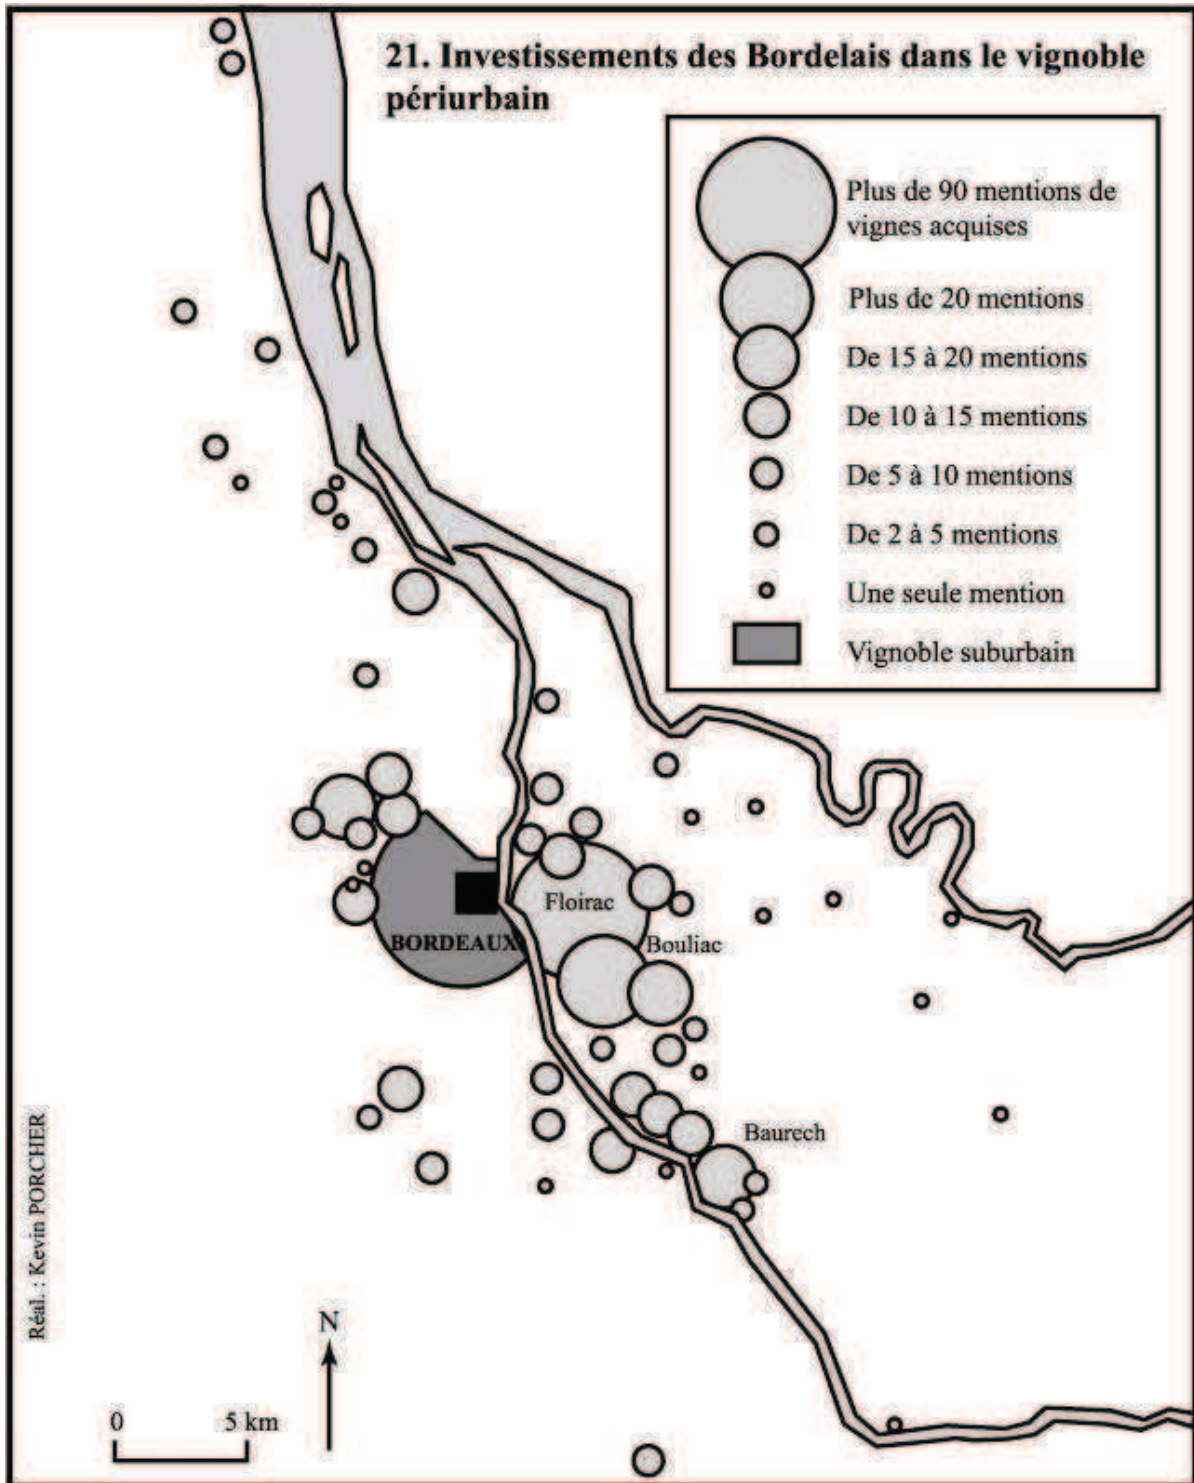 21. Investissements des Bordelais dans le vignoble
périurbain
Plus de 90 mentions de
vignes acquises
Plus de 20 mentions
De 15 à 20 mentions
De 10 à 15 mentions
De 5 à 10 mentions
De 2 à 5 mentions
Une seule mention
Vignoble suburbain
Floirac
BORDEAUX
Bouliac
Baurech
Réal. : Kevin PORCHER
N
0 5 km